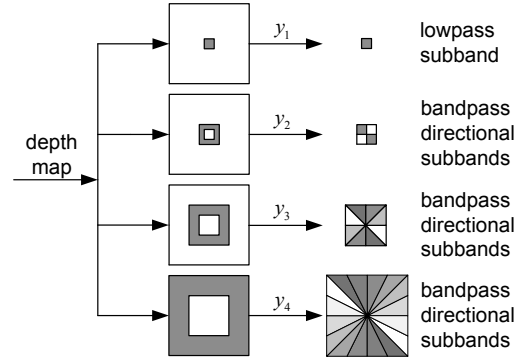 depth
map
y1
lowpass
subband
y2
bandpass
directional
subbands
y3
bandpass
directional
subbands
y4
bandpass
directional
subbands